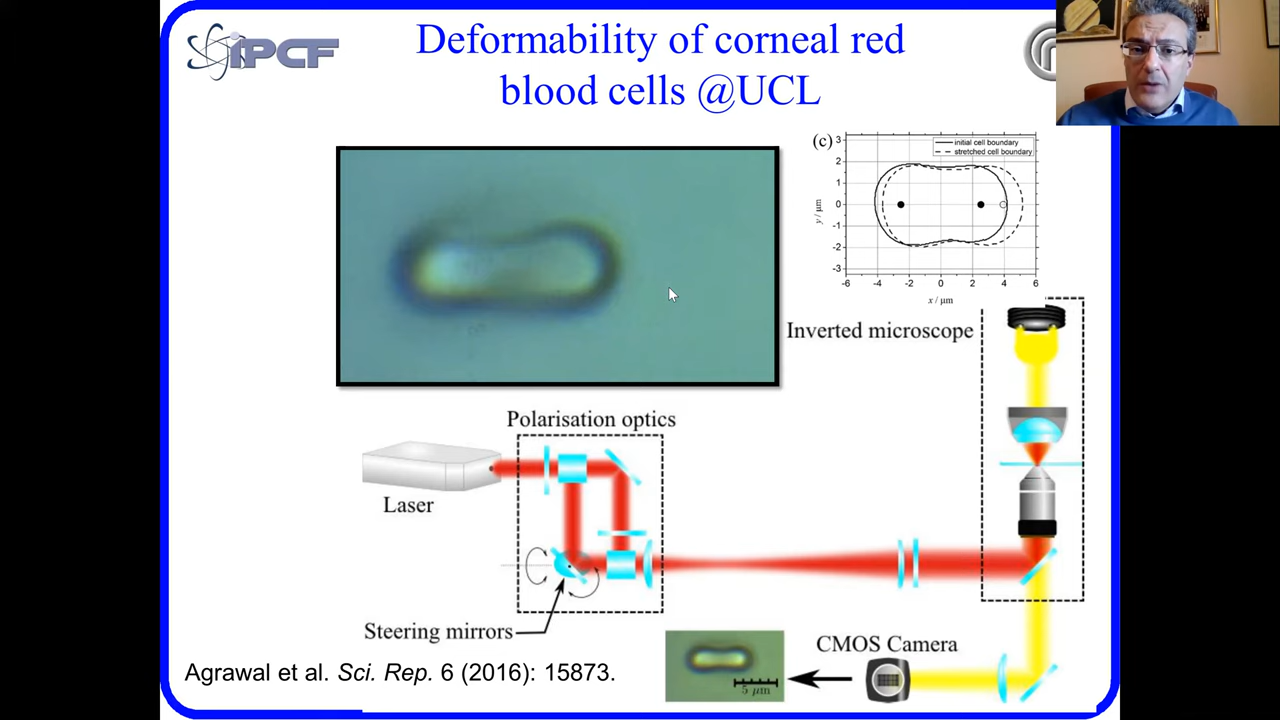 iPCF
Deformability of corneal red
blood cells @UCL
(c)
initial cell boundary
stretched cell boundary
3
2
1
0
-1
-2
-3
y / μm
-6
-4
-2
0
2
4
6
x / μm
Inverted microscope
Polarisation optics
Laser
Steering mirrors
CMOS Camera
5 μm
Agrawal et al. Sci. Rep. 6 (2016): 15873.